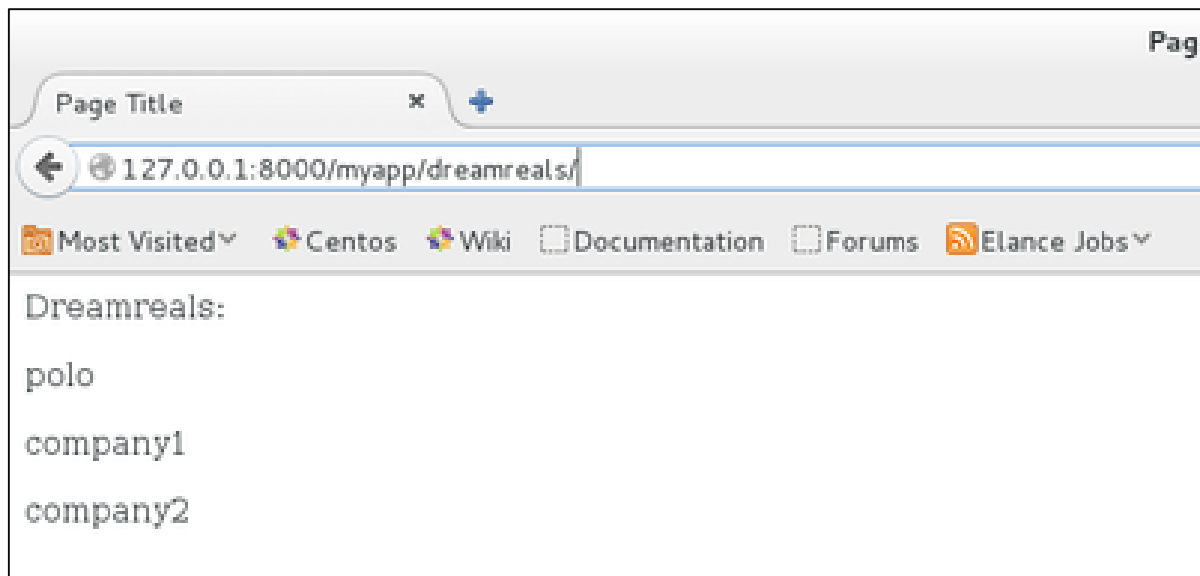 Pag
Page Title
127.0.0.1:8000/myapp/dreamreals/
Most Visited Centos Wiki Documentation Forums Elance Jobs
Dreamreals:
polo
company1
company2